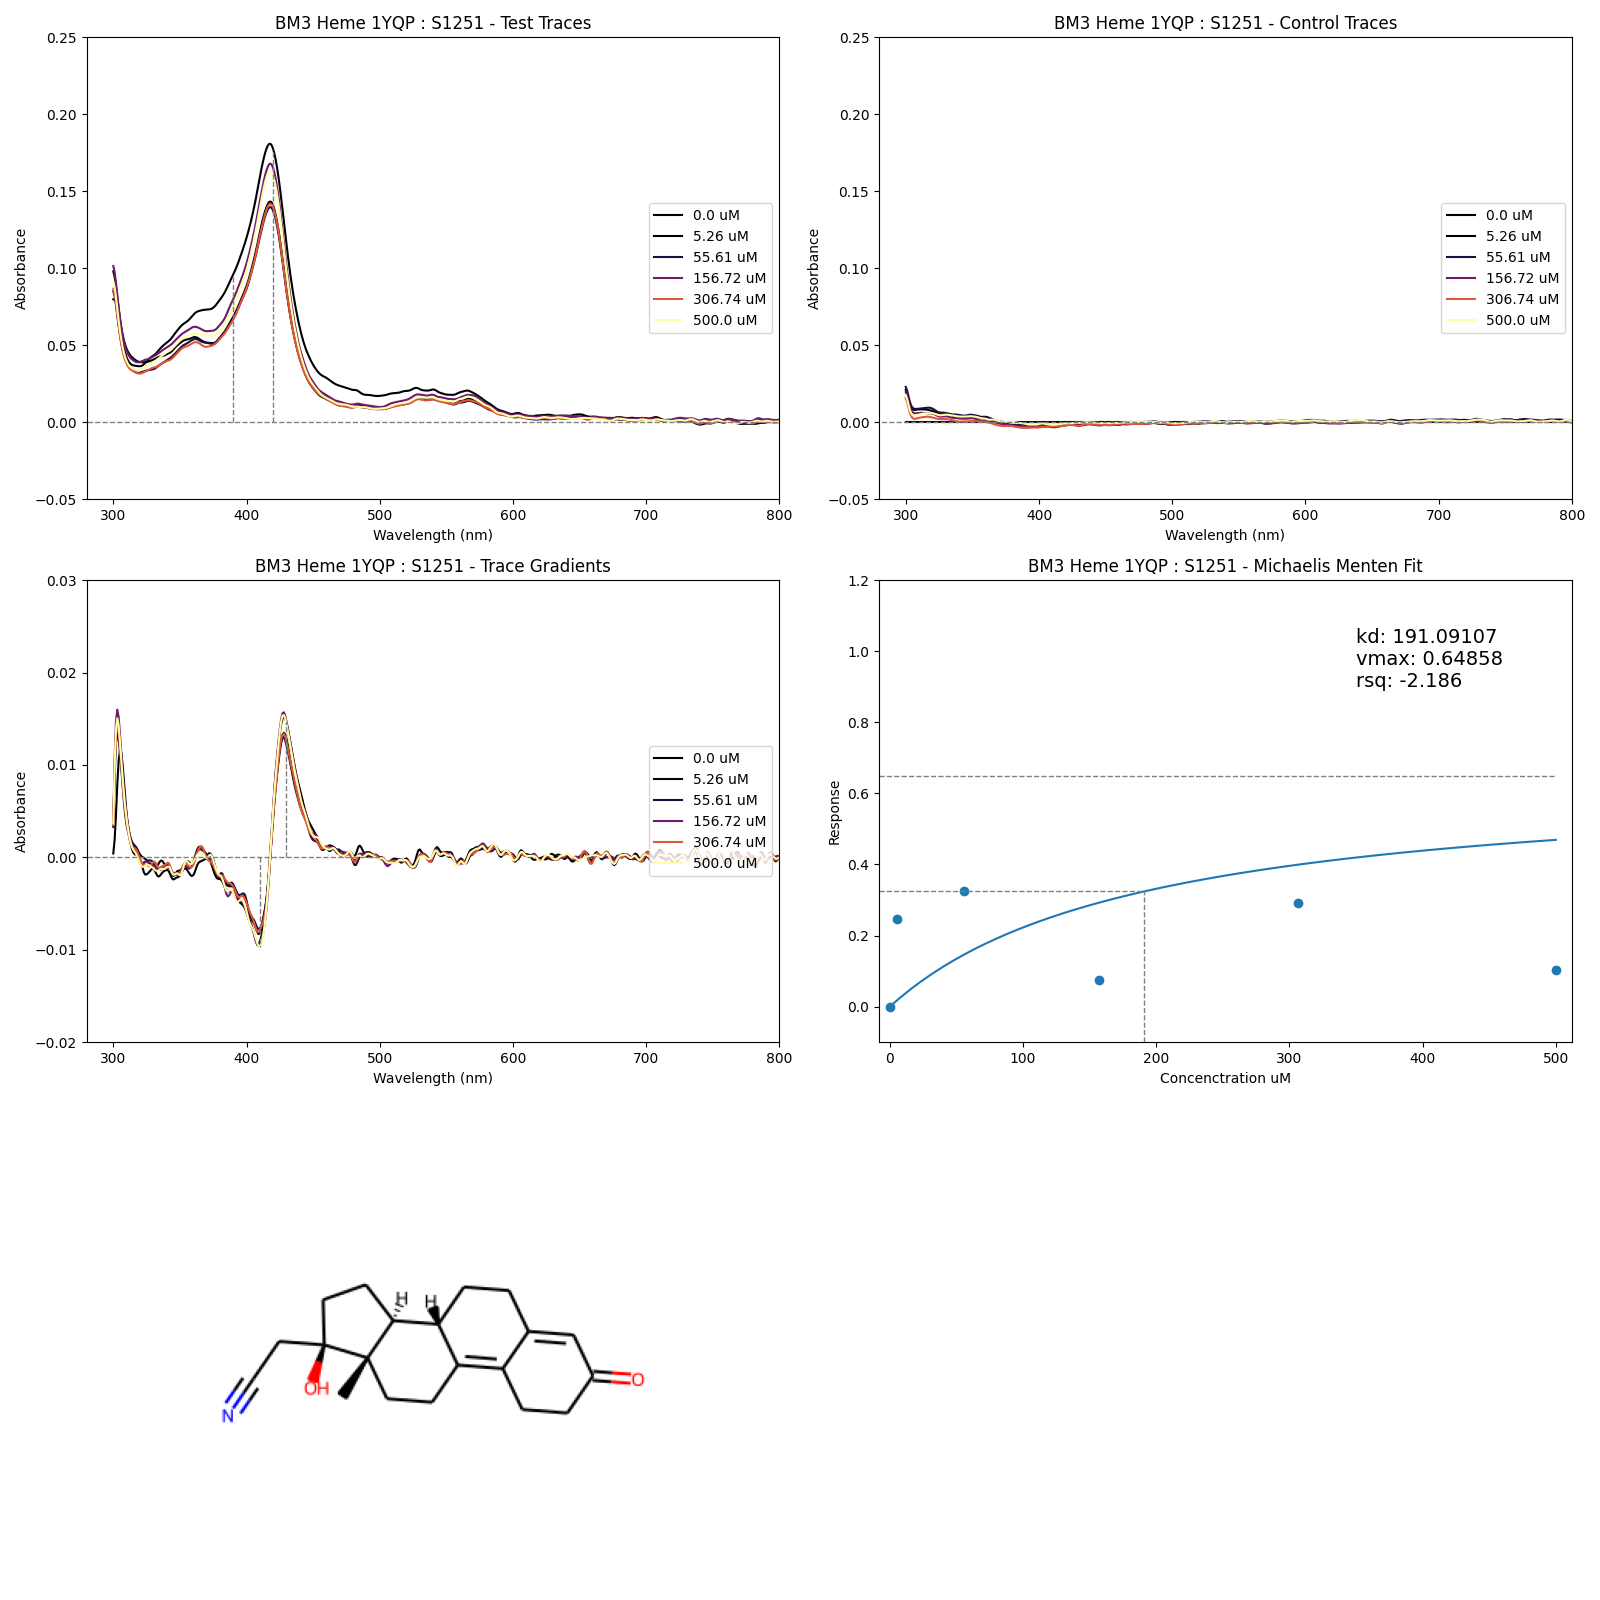 BM3 Heme 1YQP : S1251 - Test Traces
0.25
0.20
0.15
0.10
0.05
0.00
−0.05
Absorbance
300 400 500 600 700 800
Wavelength (nm)
0.0 uM
5.26 uM
55.61 uM
156.72 uM
306.74 uM
500.0 uM
BM3 Heme 1YQP : S1251 - Control Traces
0.25
0.20
0.15
0.10
0.05
0.00
−0.05
Absorbance
300 400 500 600 700 800
Wavelength (nm)
0.0 uM
5.26 uM
55.61 uM
156.72 uM
306.74 uM
500.0 uM
BM3 Heme 1YQP : S1251 - Trace Gradients
0.03
0.02
0.01
0.00
−0.01
−0.02
Absorbance
300 400 500 600 700 800
Wavelength (nm)
0.0 uM
5.26 uM
55.61 uM
156.72 uM
306.74 uM
500.0 uM
BM3 Heme 1YQP : S1251 - Michaelis Menten Fit
1.2
1.0
0.8
0.6
0.4
0.2
0.0
Response
kd: 191.09107
vmax: 0.64858
rsq: -2.186
0 100 200 300 400 500
Concenctration uM
H H
OH
N
O